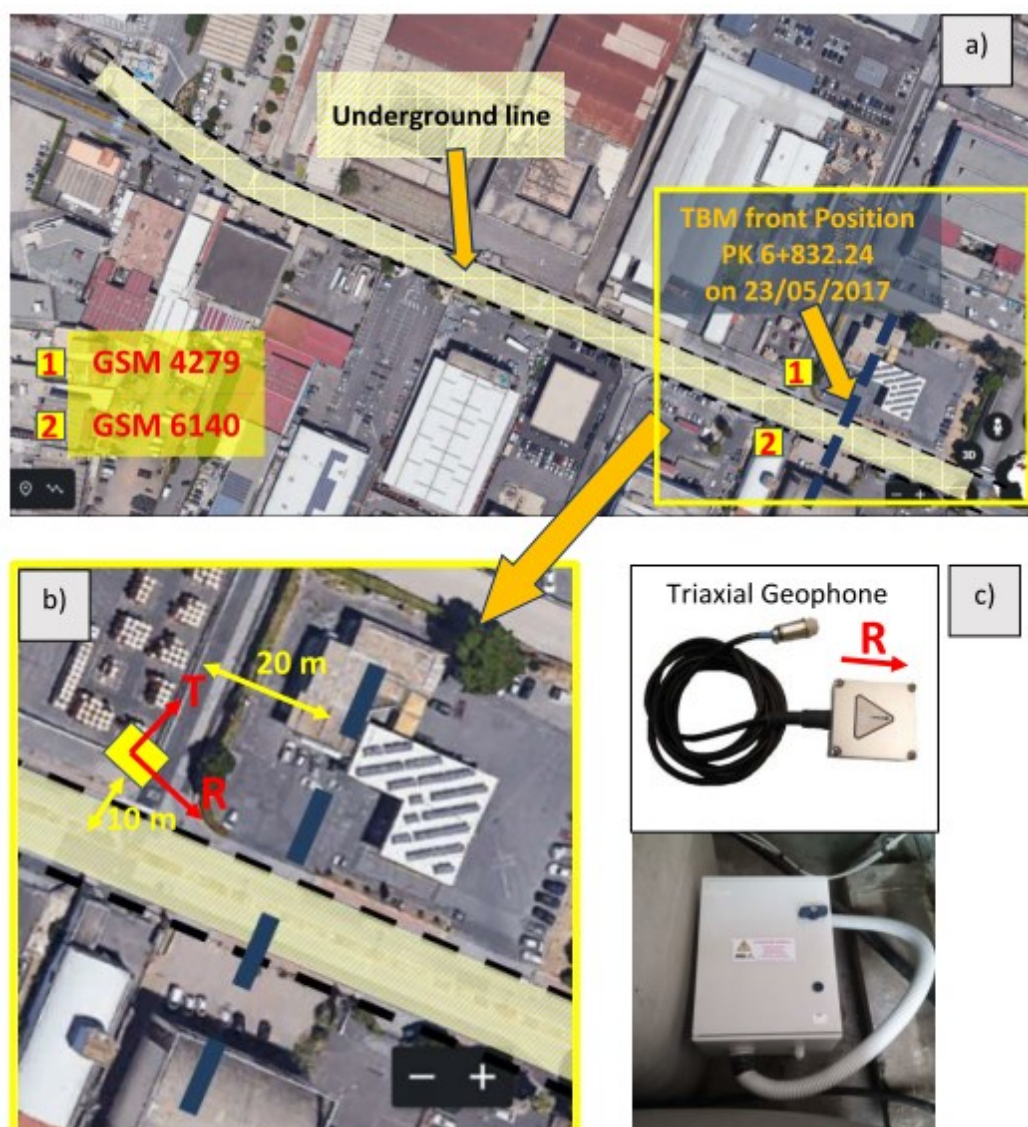 a)
Underground line
TBM front Position
PK 6+832.24
on 23/05/2017
1
1 GSM 4279
2 GSM 6140
2
3D
b)
20 m
T
R
10 m
c)
Triaxial Geophone
R